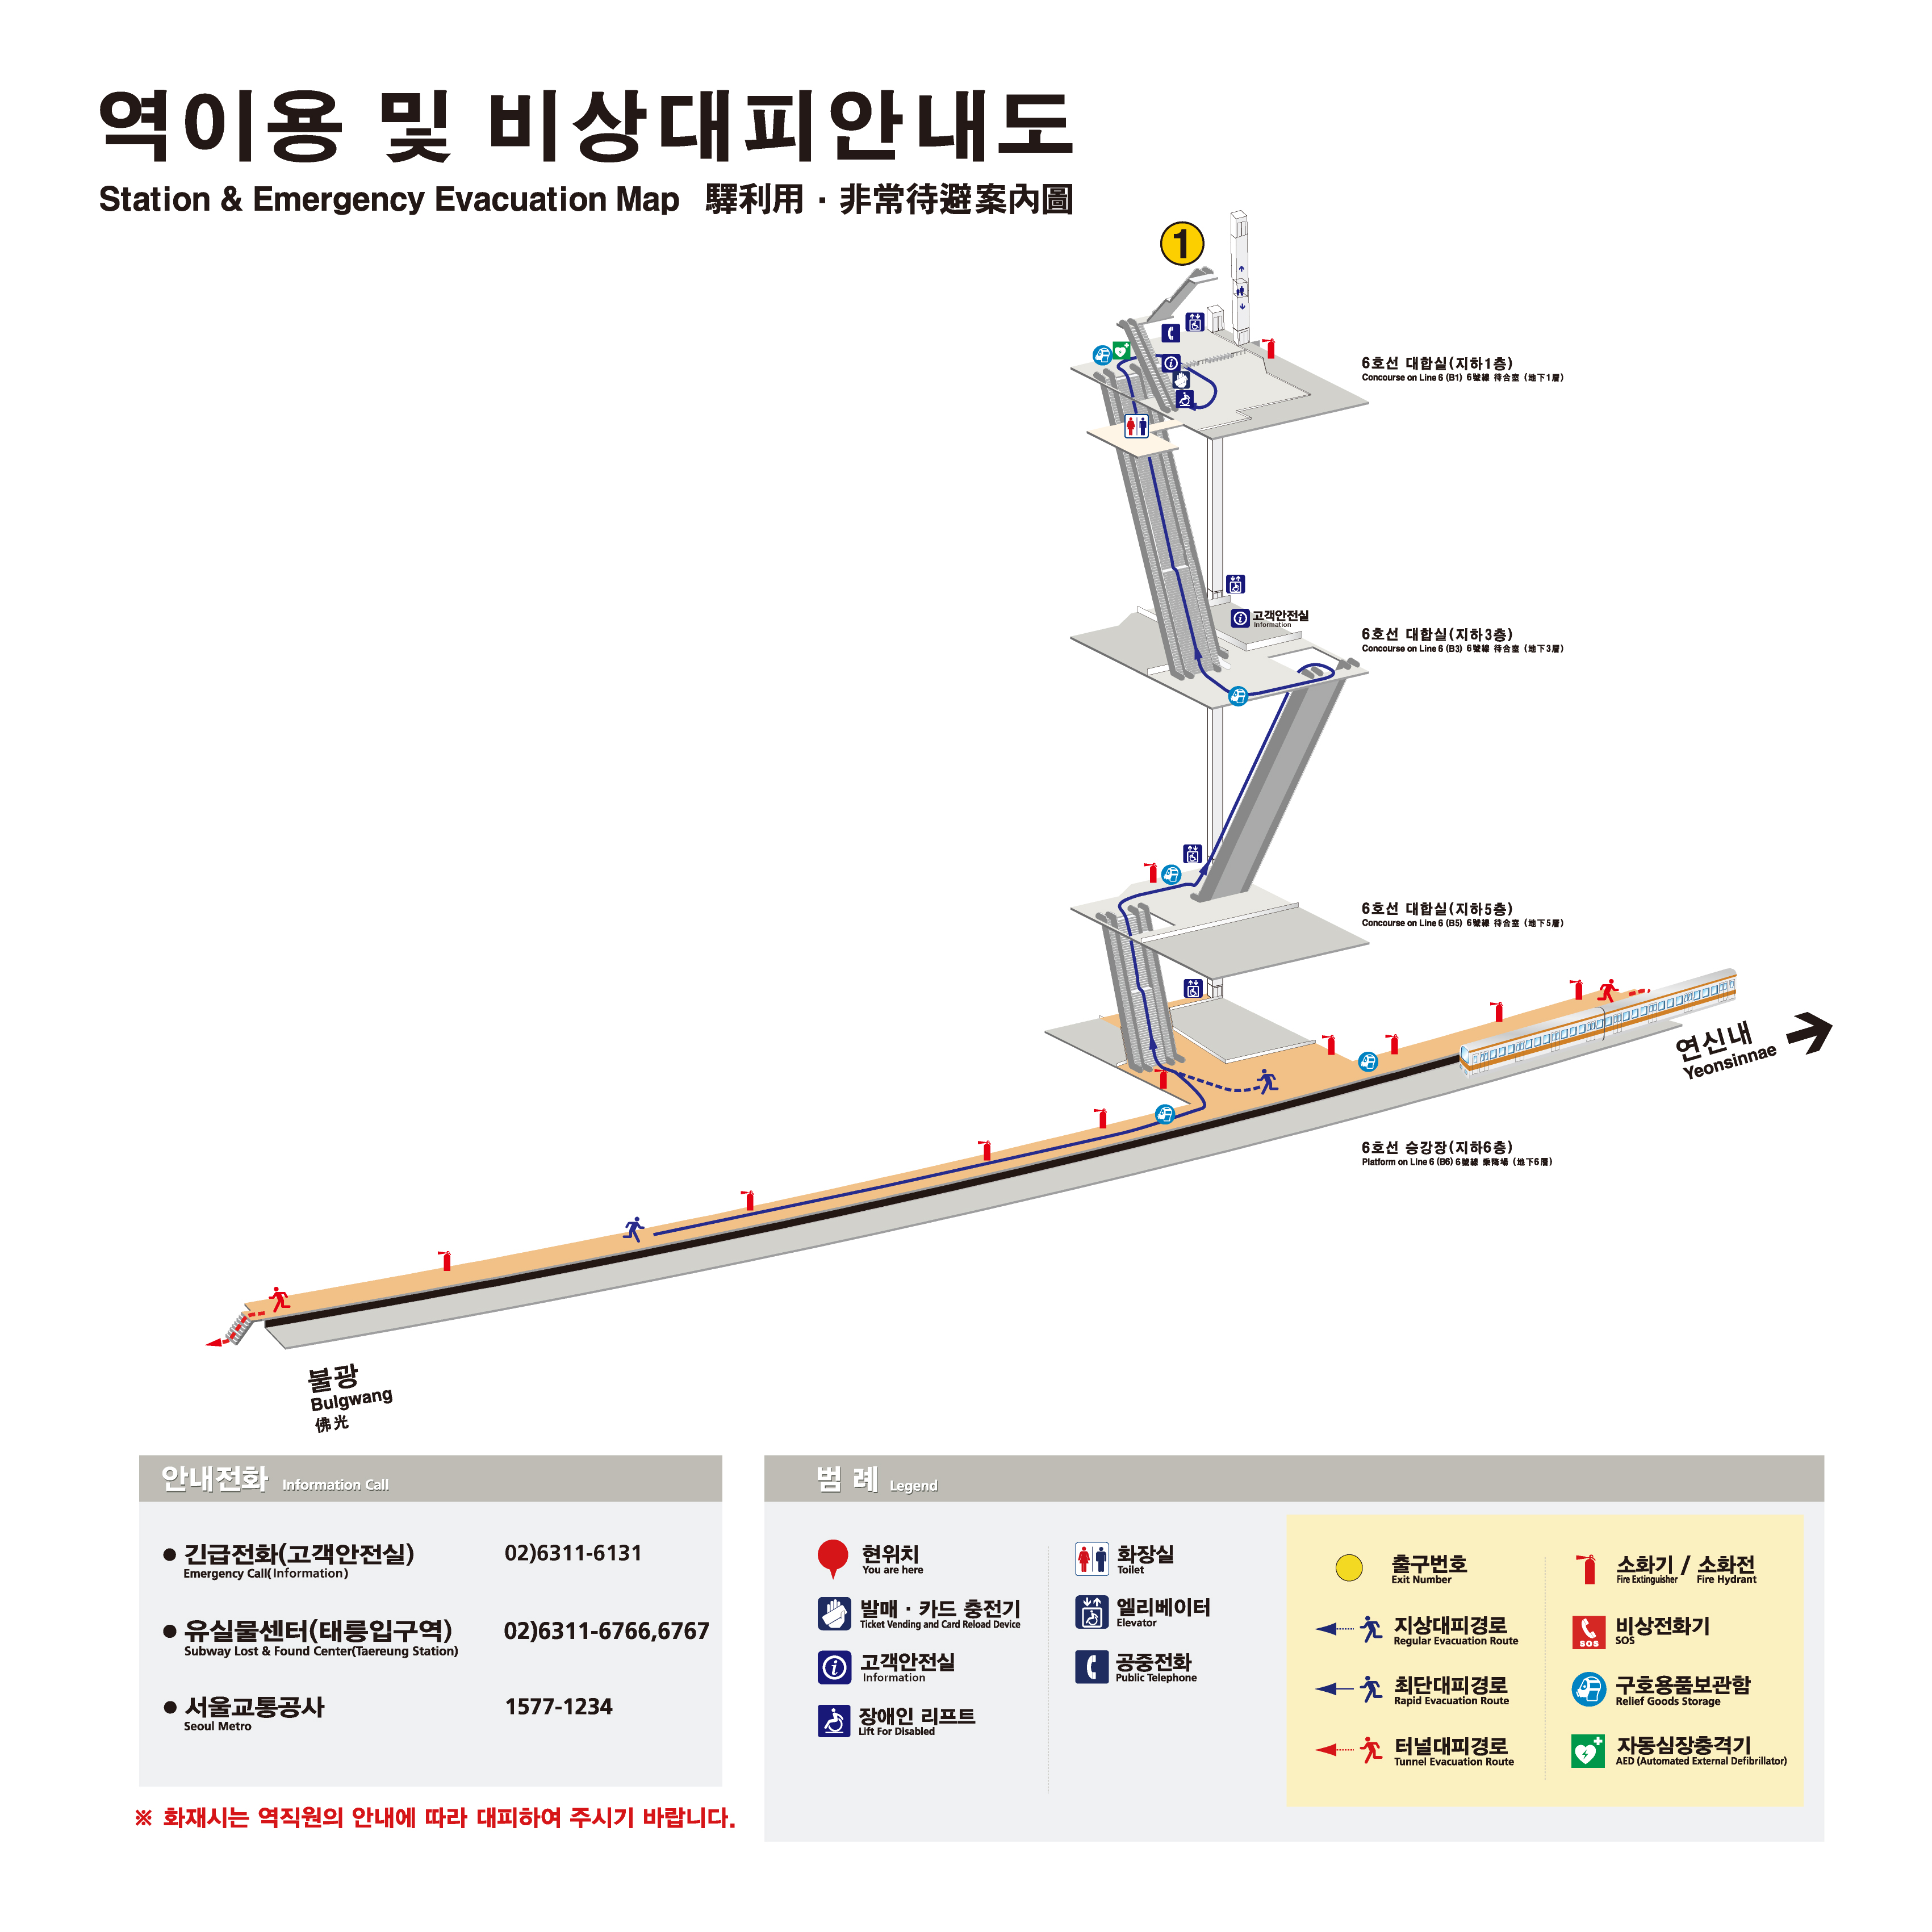 역이용 및 비상대피안내도
Station & Emergency Evacuation Map 驛利用 · 非常待避案內圖
1
6호선 대합실(지하1층)
Concourse on Line 6 (B1) 6號線 待合室 (地下1層)
고객안전실
Information
6호선 대합실(지하3층)
Concourse on Line 6 (B3) 6號線 待合室 (地下3層)
6호선 대합실(지하5층)
Concourse on Line 6 (B5) 6號線 待合室 (地下5層)
연신내
Yeonsinnae
6호선 승강장(지하6층)
Platform on Line 6 (B6) 6號線 乘降場 (地下6層)
불광
Bulgwang
佛光
안내전화 Information Call
● 긴급전화(고객안전실) 02)6311-6131
Emergency Call(Information)
● 유실물센터(태릉입구역) 02)6311-6766,6767
Subway Lost & Found Center(Taereung Station)
● 서울교통공사 1577-1234
Seoul Metro
※ 화재시는 역직원의 안내에 따라 대피하여 주시기 바랍니다.
범 례 Legend
현위치
You are here
발매 · 카드 충전기
Ticket Vending and Card Reload Device
고객안전실
Information
장애인 리프트
Lift For Disabled
화장실
Toilet
엘리베이터
Elevator
공중전화
Public Telephone
출구번호
Exit Number
지상대피경로
Regular Evacuation Route
최단대피경로
Rapid Evacuation Route
터널대피경로
Tunnel Evacuation Route
소화기 / 소화전
Fire Extinguisher Fire Hydrant
SOS
비상전화기
SOS
구호용품보관함
Relief Goods Storage
자동심장충격기
AED (Automated External Defibrillator)